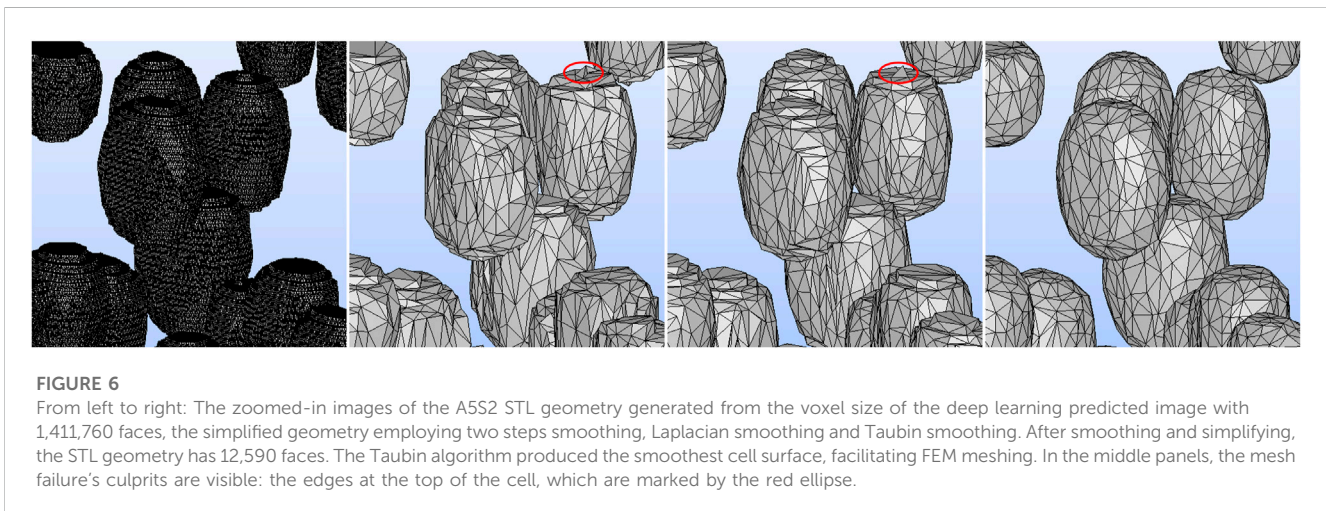 FIGURE 6
From left to right: The zoomed-in images of the A5S2 STL geometry generated from the voxel size of the deep learning predicted image with
1,411,760 faces, the simplified geometry employing two steps smoothing, Laplacian smoothing and Taubin smoothing. After smoothing and simplifying,
the STL geometry has 12,590 faces. The Taubin algorithm produced the smoothest cell surface, facilitating FEM meshing. In the middle panels, the mesh
failure's culprits are visible: the edges at the top of the cell, which are marked by the red ellipse.